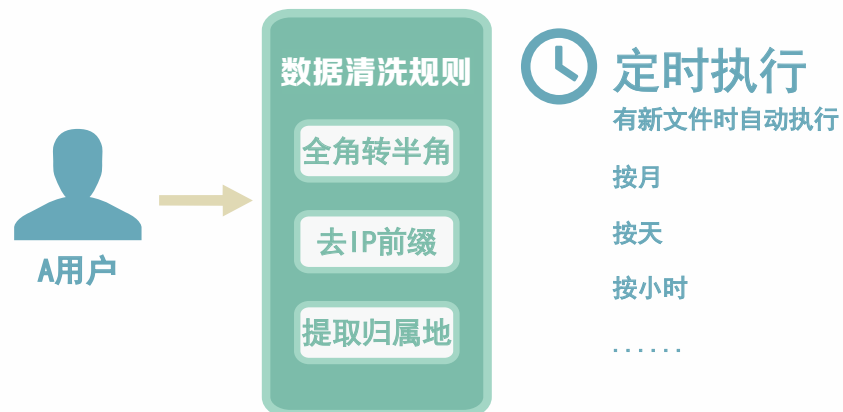 A用户
数据清洗规则
全角转半角
去IP前缀
提取归属地
定时执行
有新文件时自动执行
按月
按天
按小时
......